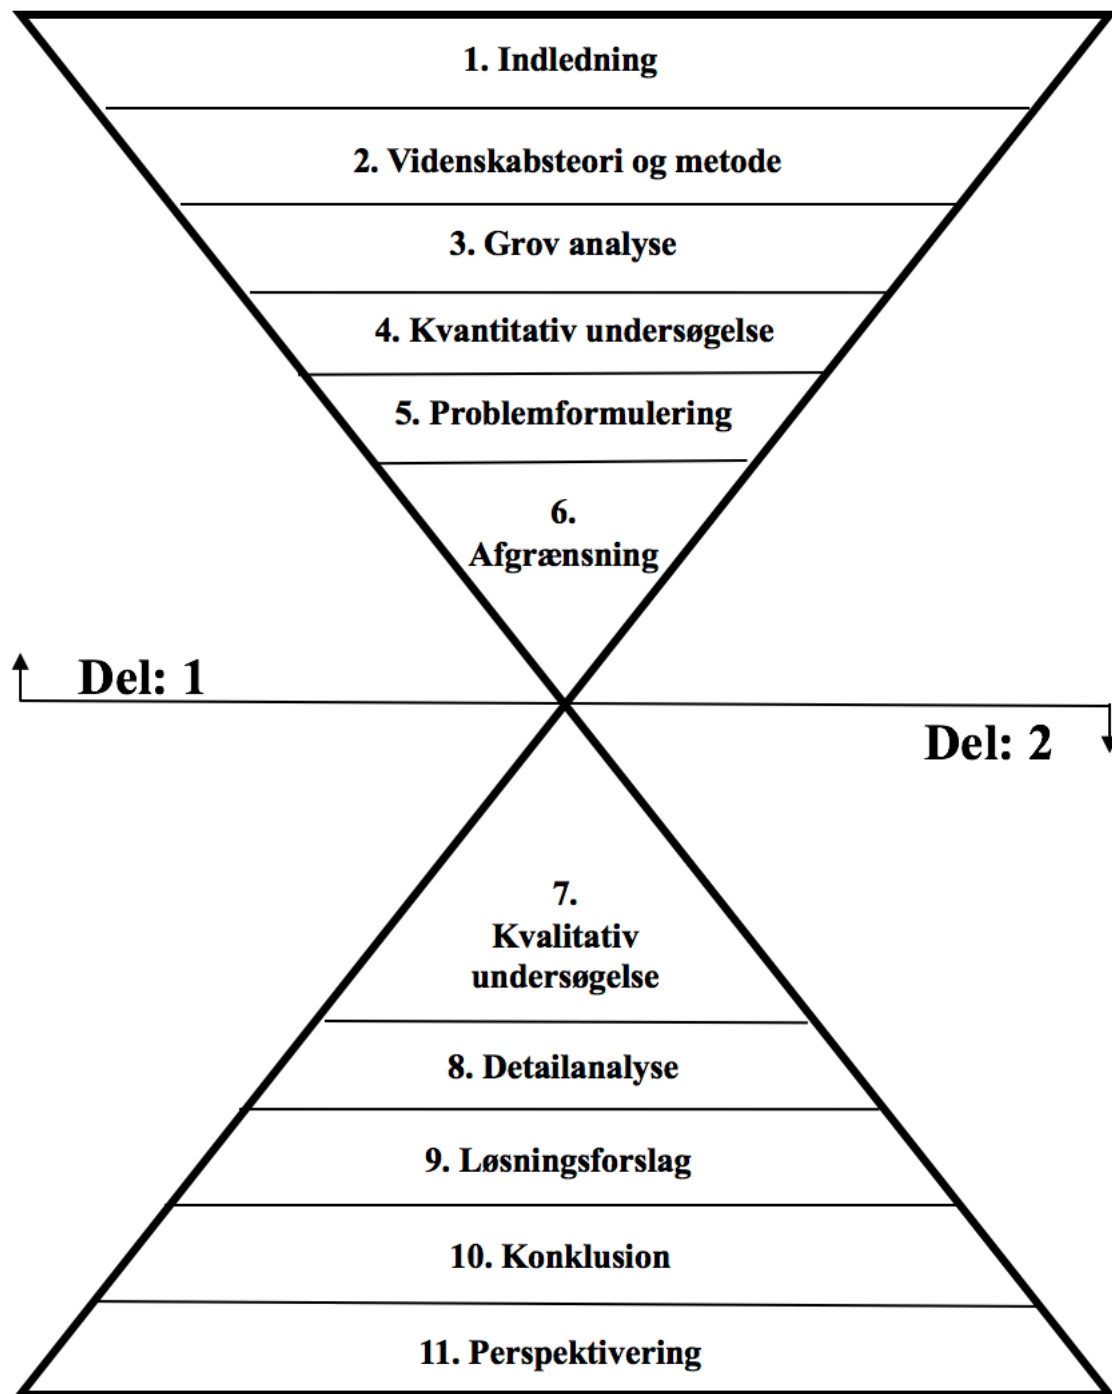 1. Indledning
2. Videnskabsteori og metode
3. Grov analyse
4. Kvantitativ undersøgelse
5. Problemformulering
6.
Afgrænsning
Del: 1
Del: 2
7.
Kvalitativ
undersøgelse
8. Detailanalyse
9. Løsningsforslag
10. Konklusion
11. Perspektivering